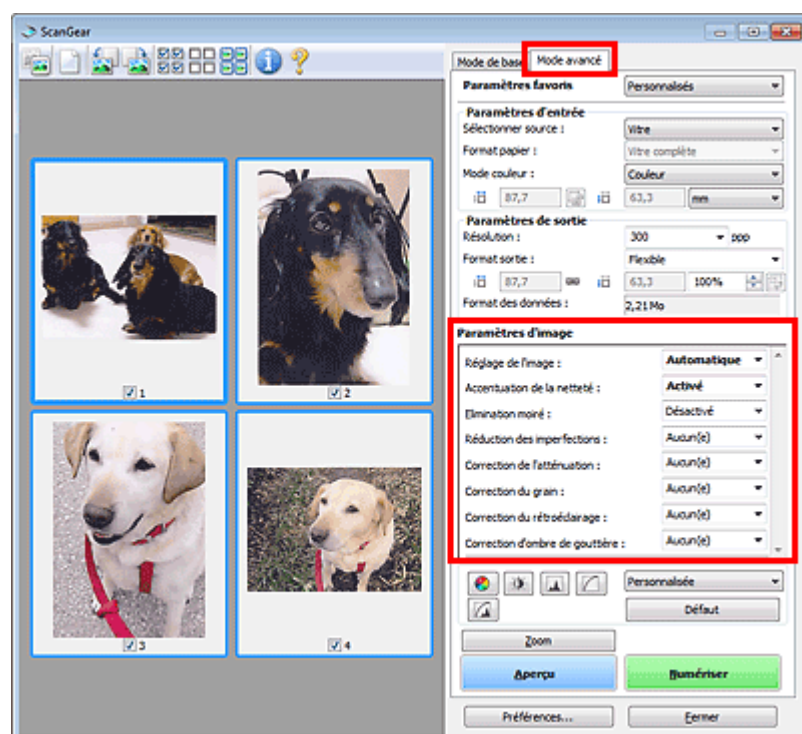 ScanGear
Mode de base Mode avancé
Paramètres favoris Personnalisés
Paramètres d'entrée
Sélectionner source : Vitre
Format papier : Vitre complète
Mode couleur : Couleur
87,7 63,3 mm
Paramètres de sortie
Résolution : 300 ppp
Format sortie : Flexible
87,7 63,3 100%
Format des données : 2,21 Mo
Paramètres d'image
Réglage de l'image : Automatique
Accentuation de la netteté : Activé
Elimination moiré : Désactivé
Réduction des imperfections : Aucun(e)
Correction de l'atténuation : Aucun(e)
Correction du grain : Aucun(e)
Correction du rétroéclairage : Aucun(e)
Correction d'ombre de gouttière : Aucun(e)
Personnalisée
Défaut
Zoom
Aperçu Numériser
Préférences... Fermer
1
2
3
4